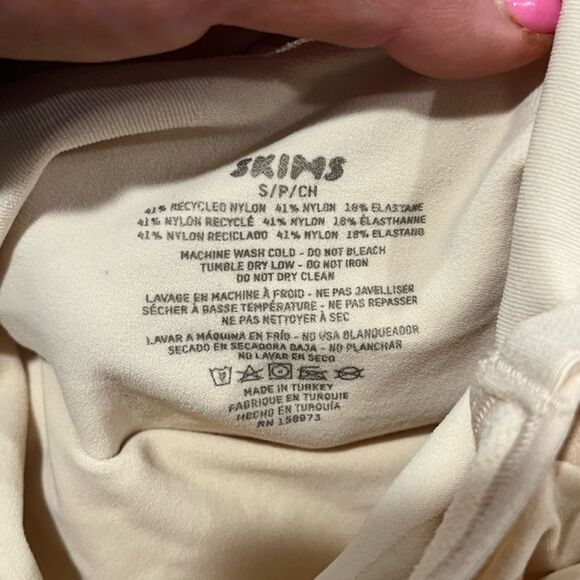 SKIMS
S/P/CH
41% RECYCLED NYLON 41% NYLON 18% ELASTANE
41% NYLON RECYCLÉ 41% NYLON 18% ÉLASTHANNE
41% NYLON RECICLADO 41% NYLON 18% ELASTANO
MACHINE WASH COLD - DO NOT BLEACH
TUMBLE DRY LOW - DO NOT IRON
DO NOT DRY CLEAN
LAVAGE EN MACHINE À FROID - NE PAS JAVELLISER
SÉCHER À BASSE TEMPÉRATURE - NE PAS REPASSER
NE PAS NETTOYER À SEC
LAVAR A MÁQUINA EN FRÍO - NO USA BLANQUEADOR
SECADO EN SECADORA BAJA - NO PLANCHAR
NO LAVAR EN SECO
MADE IN TURKEY
FABRIQUE EN TURQUIE
HECHO EN TURQUÍA
RN 158073